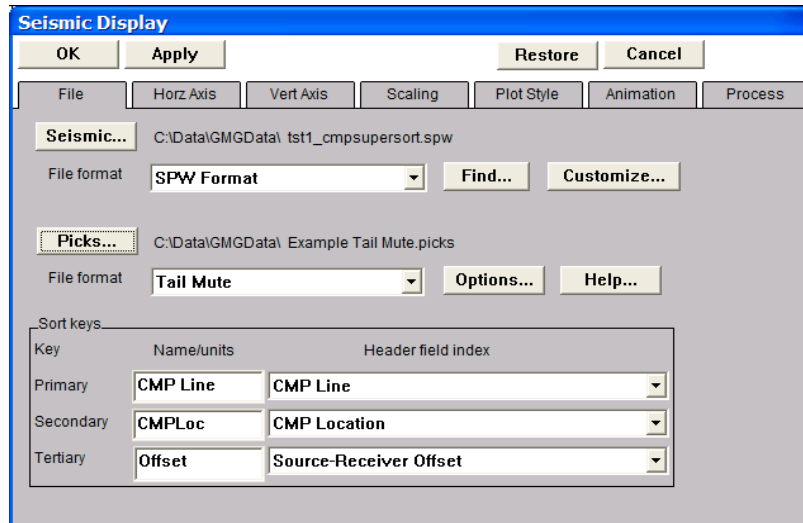 Seismic Display
OK Apply Restore Cancel
File Horz Axis Vert Axis Scaling Plot Style Animation Process
Seismic... C:\Data\GMGData\ tst1_cmpsupersort.spw
File format SPW Format Find... Customize...
Picks... C:\Data\GMGData\ Example Tail Mute.picks
File format Tail Mute Options... Help...
Sort keys
Key Name/units Header field index
Primary CMP Line CMP Line
Secondary CMPLoc CMP Location
Tertiary Offset Source-Receiver Offset